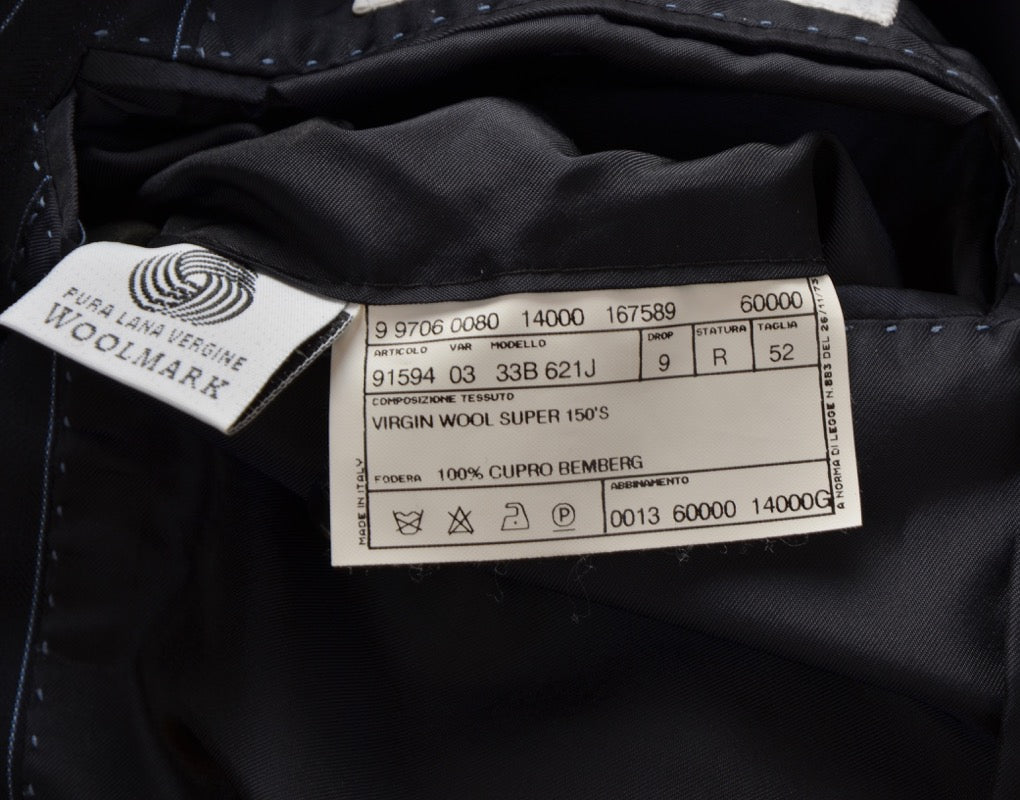 PURA LANA VERGINE
WOOLMARK
9 9706 0080 14000 167589 60000
ARTICOLO VAR MODELLO DROP STATURA TAGLIA
91594 03 33B 621J 9 R 52
COMPOSIZIONE TESSUTO
VIRGIN WOOL SUPER 150'S
FODERA 100% CUPRO BEMBERG
ABBINAMENTO
0013 60000 14000G
P
MADE IN ITALY
A NORMA DI LEGGE N.883 DEL 26/11/73